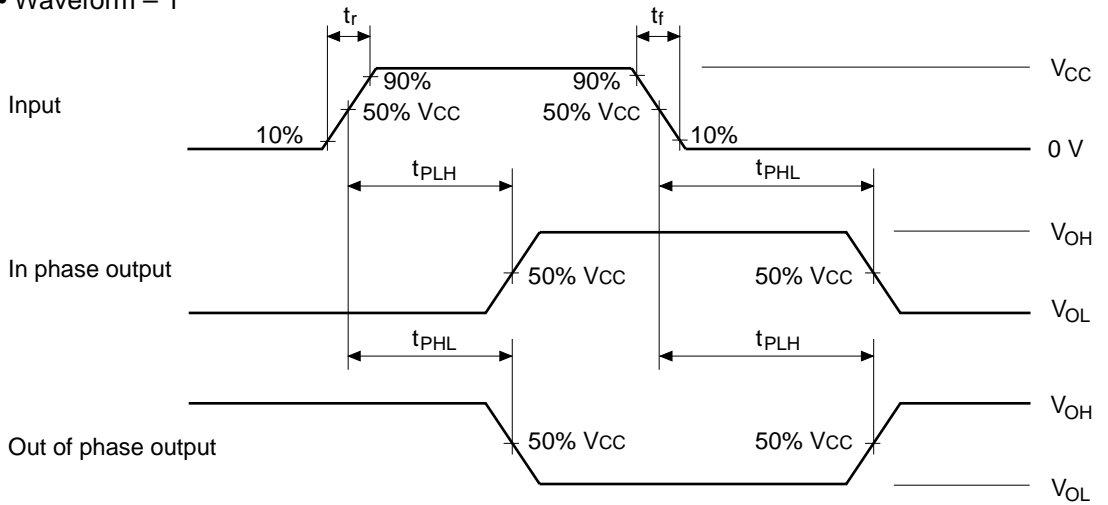 • Waveform – 1
tr
tf
90%
90%
VCC
Input
50% VCC
50% VCC
10%
10%
0 V
tPLH
tPHL
VOH
In phase output
50% VCC
50% VCC
VOL
tPHL
tPLH
VOH
Out of phase output
50% VCC
50% VCC
VOL